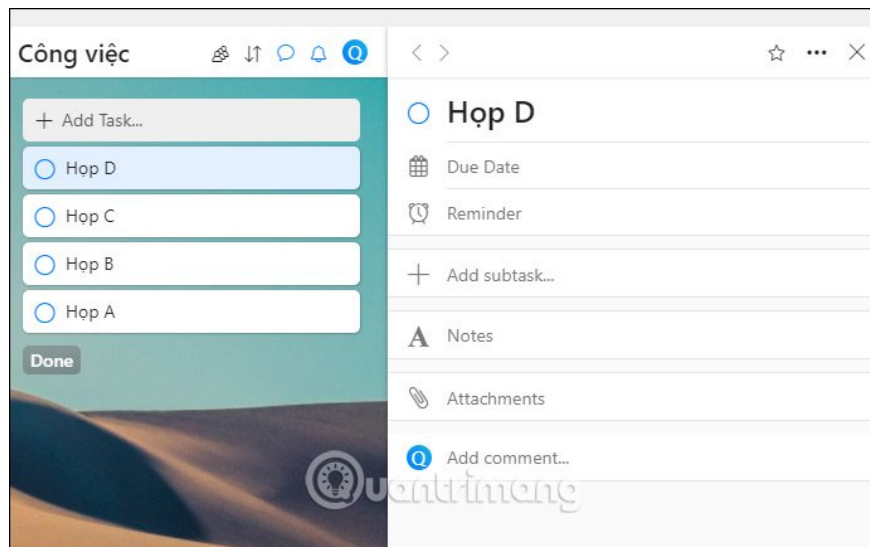 Công việc
Q
+ Add Task...
Họp D
Họp C
Họp B
Họp A
Done
Họp D
Due Date
Reminder
Add subtask...
A Notes
Attachments
Q Add comment...
Quantrimang